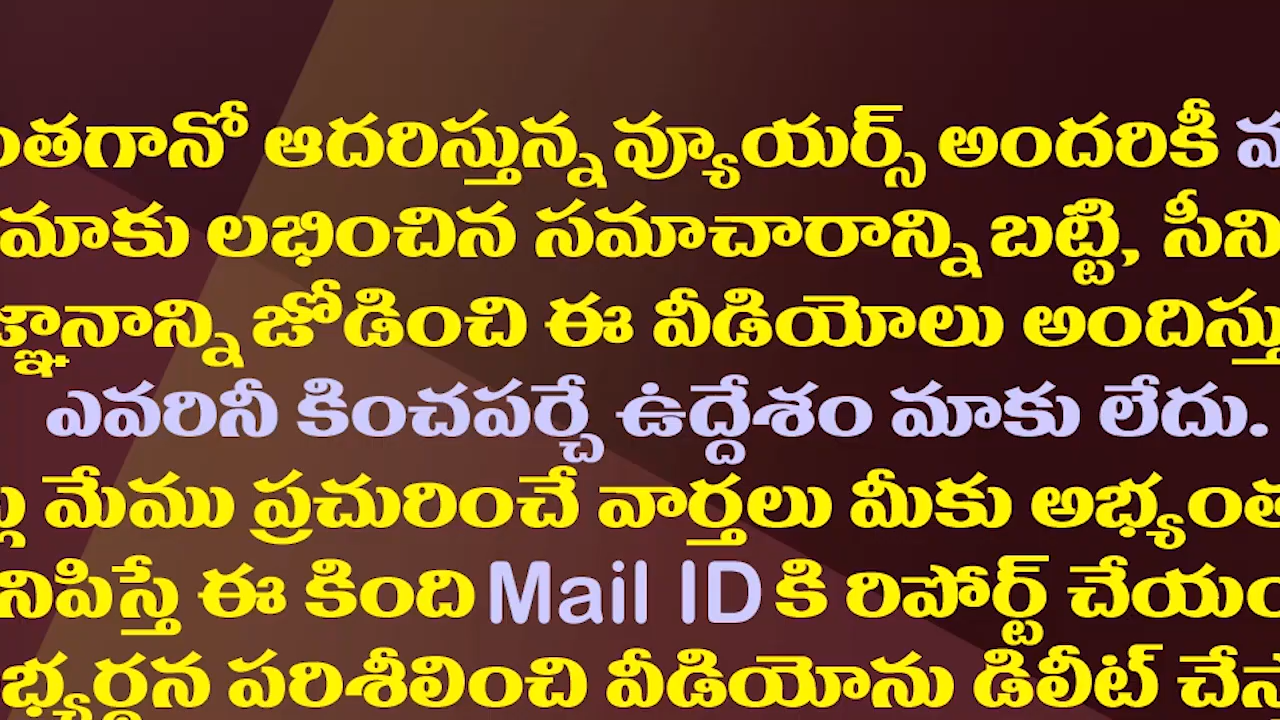 ంతగానో ఆదరిస్తున్న వ్యూయర్స్ అందరికీ
మాకు లభించిన సమాచారాన్ని బట్టి, సీని
జ్ఞానాన్ని జోడించి ఈ వీడియోలు అందిస్తు
ఎవరినీ కించపర్చే ఉద్దేశం మాకు లేదు.
మేము ప్రచురించే వార్తలు మీకు అభ్యంత
నిపిస్తే ఈ కింది Mail ID కి రిపోర్ట్ చేయం
భ్యర్థన పరిశీలించి వీడియోను డిలీట్ చేస